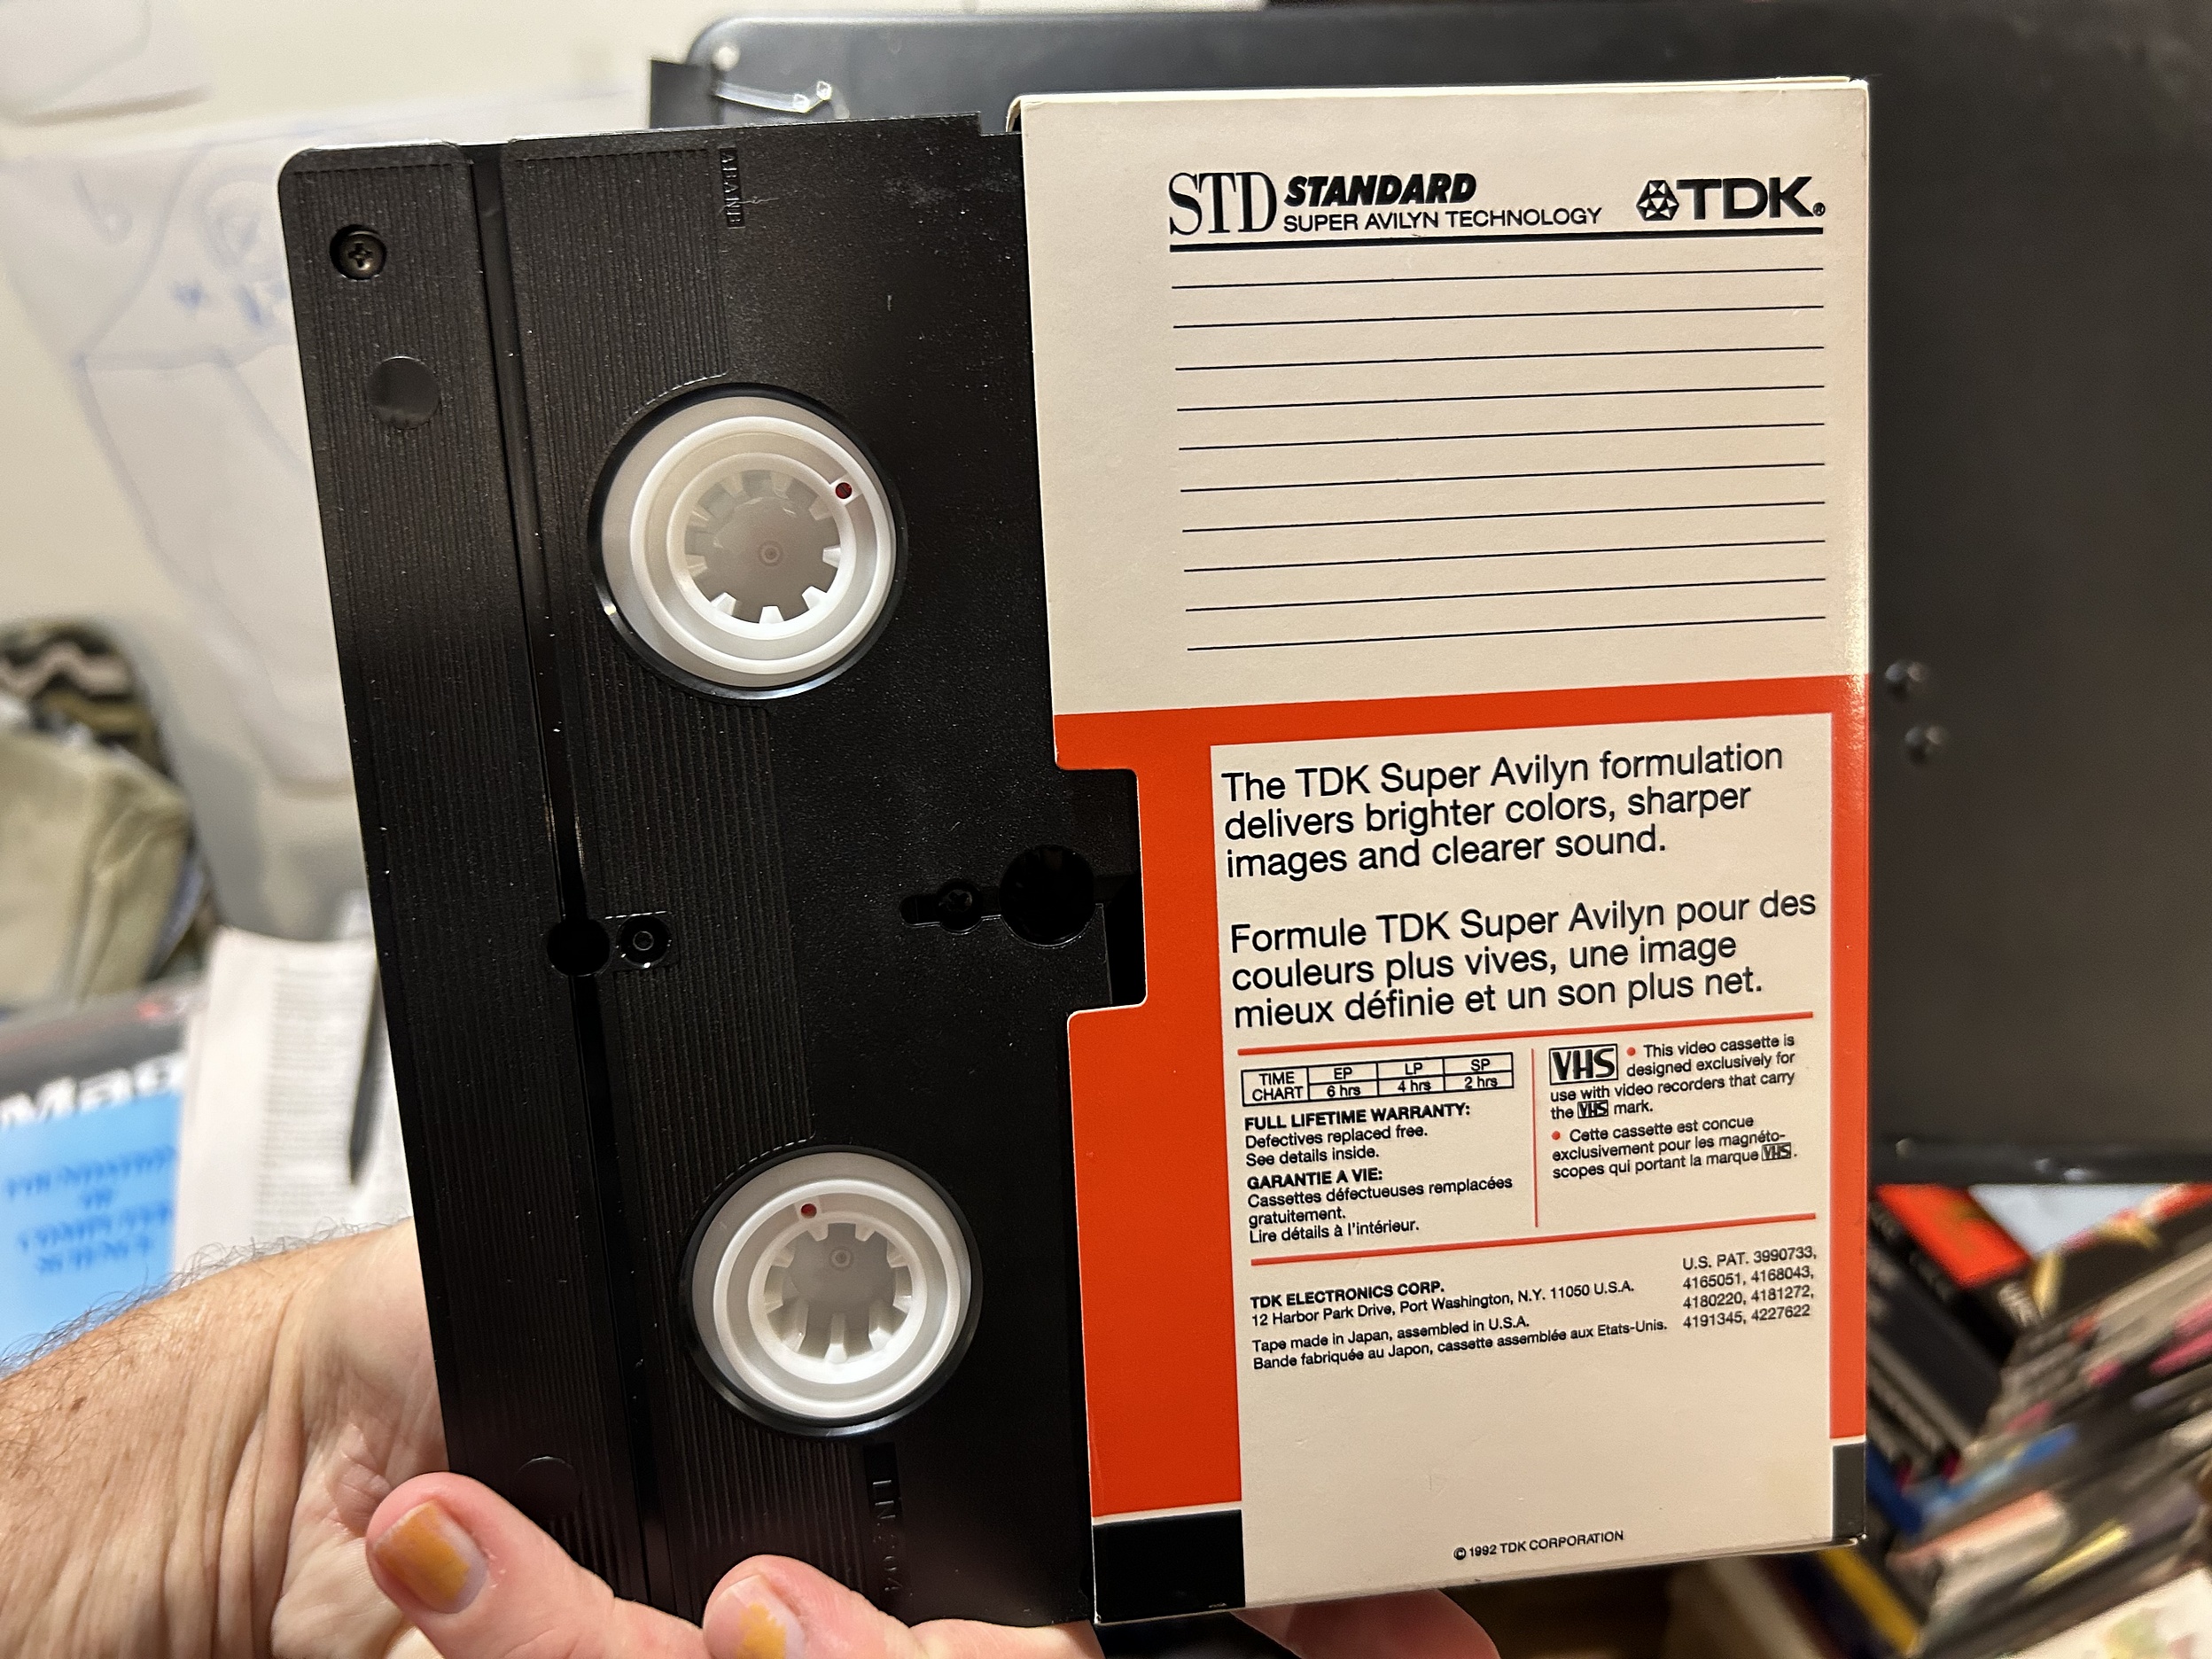 STD STANDARD
SUPER AVILYN TECHNOLOGY
TDK®
The TDK Super Avilyn formulation
delivers brighter colors, sharper
images and clearer sound.
Formule TDK Super Avilyn pour des
couleurs plus vives, une image
mieux définie et un son plus net.
TIME CHART
EP LP SP
6 hrs 4 hrs 2 hrs
FULL LIFETIME WARRANTY:
Defectives replaced free.
See details inside.
GARANTIE A VIE:
Cassettes défectueuses remplacées
gratuitement.
Lire détails à l'intérieur.
VHS • This video cassette is
designed exclusively for
use with video recorders that carry
the VHS mark.
• Cette cassette est concue
exclusivement pour les magnéto-
scopes qui portant la marque VHS.
TDK ELECTRONICS CORP.
12 Harbor Park Drive, Port Washington, N.Y. 11050 U.S.A.
Tape made in Japan, assembled in U.S.A.
Bande fabriquée au Japon, cassette assemblée aux Etats-Unis.
U.S. PAT. 3990733,
4165051, 4168043,
4180220, 4181272,
4191345, 4227622
© 1992 TDK CORPORATION
OF
COMPUTER
SCIENCE